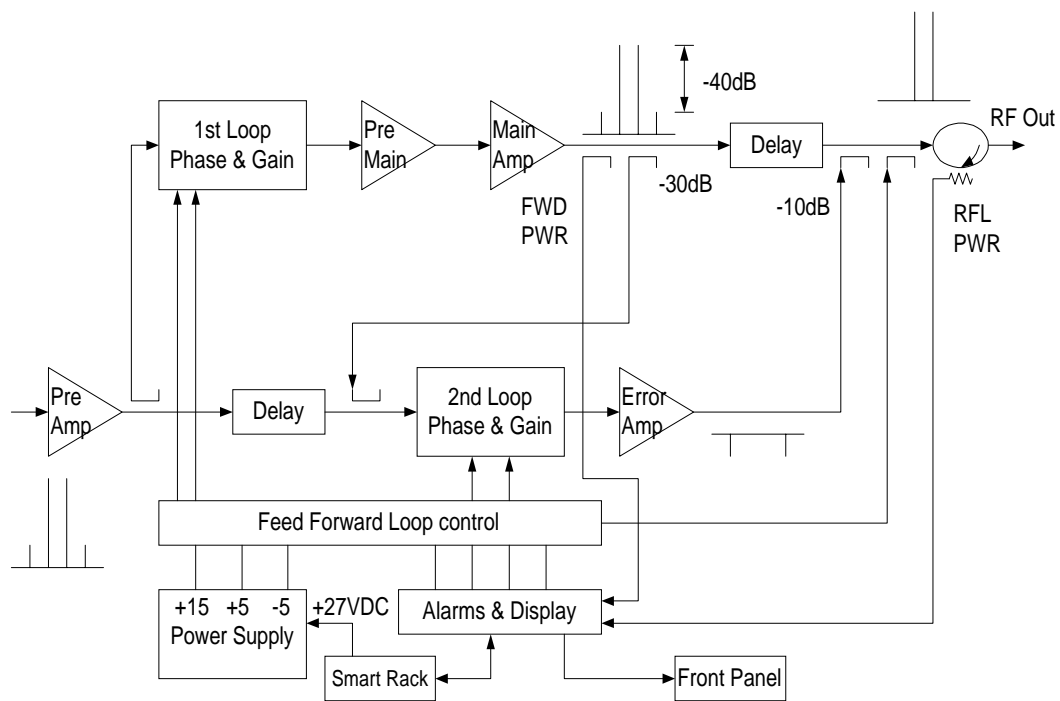 -40dB
1st Loop
Phase & Gain
Pre
Main
Main
Amp
Delay
RF Out
-30dB
-10dB
FWD
PWR
RFL
PWR
Pre
Amp
Delay
2nd Loop
Phase & Gain
Error
Amp
Feed Forward Loop control
+15 +5 -5
Power Supply
+27VDC
Alarms & Display
Smart Rack
Front Panel